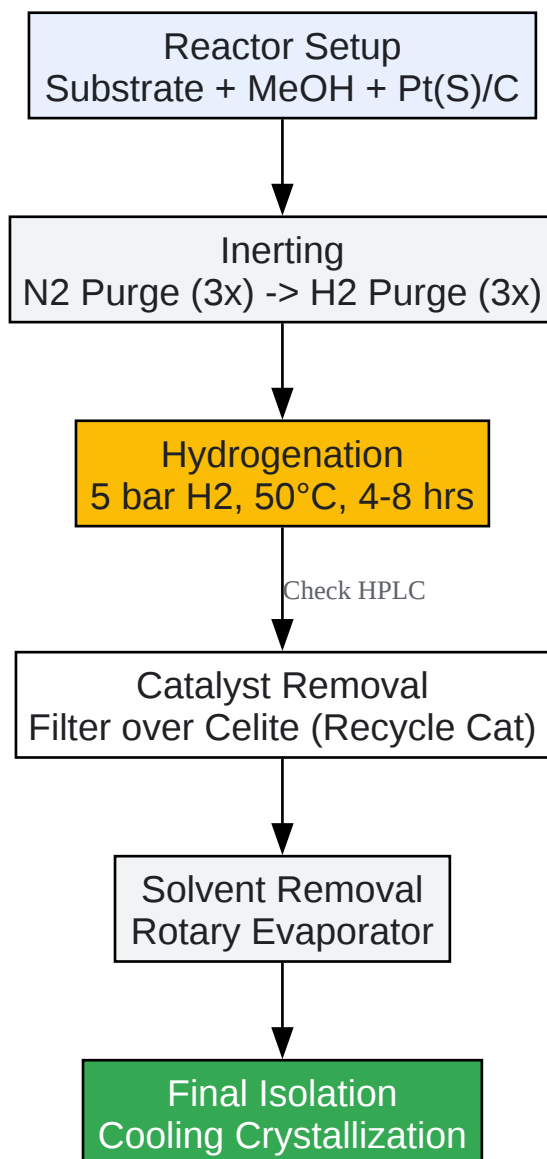 Reactor Setup
Substrate + MeOH + Pt(S)/C
Inerting
N2 Purge (3x) -> H2 Purge (3x)
Hydrogenation
5 bar H2, 50°C, 4-8 hrs
Check HPLC
Catalyst Removal
Filter over Celite (Recycle Cat)
Solvent Removal
Rotary Evaporator
Final Isolation
Cooling Crystallization